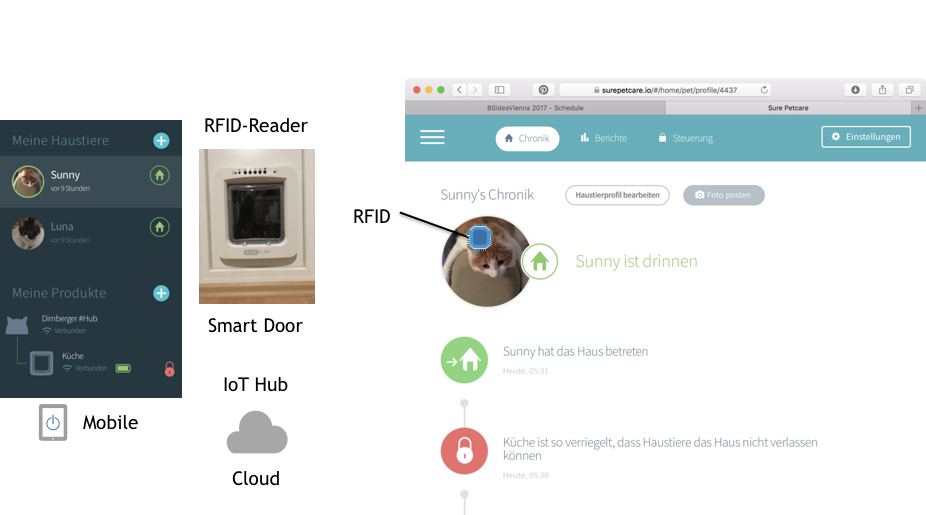 Meine Haustiere
Sunny
vor 9 Stunden
Luna
vor 9 Stunden
Meine Produkte
Dimberger #Hub
Verbunden
Küche
Verbunden
Mobile
RFID-Reader
Smart Door
IoT Hub
Cloud
RFID
surepetcare.io/#/home/pet/profile/4437
BSidesVienna 2017 - Schedule
Sure Petcare
Chronik
Berichte
Steuerung
Einstellungen
Sunny's Chronik
Haustierprofil bearbeiten
Foto posten
Sunny ist drinnen
Sunny hat das Haus betreten
Heute, 05:31
Küche ist so verriegelt, dass Haustiere das Haus nicht verlassen
können
Heute, 05:30